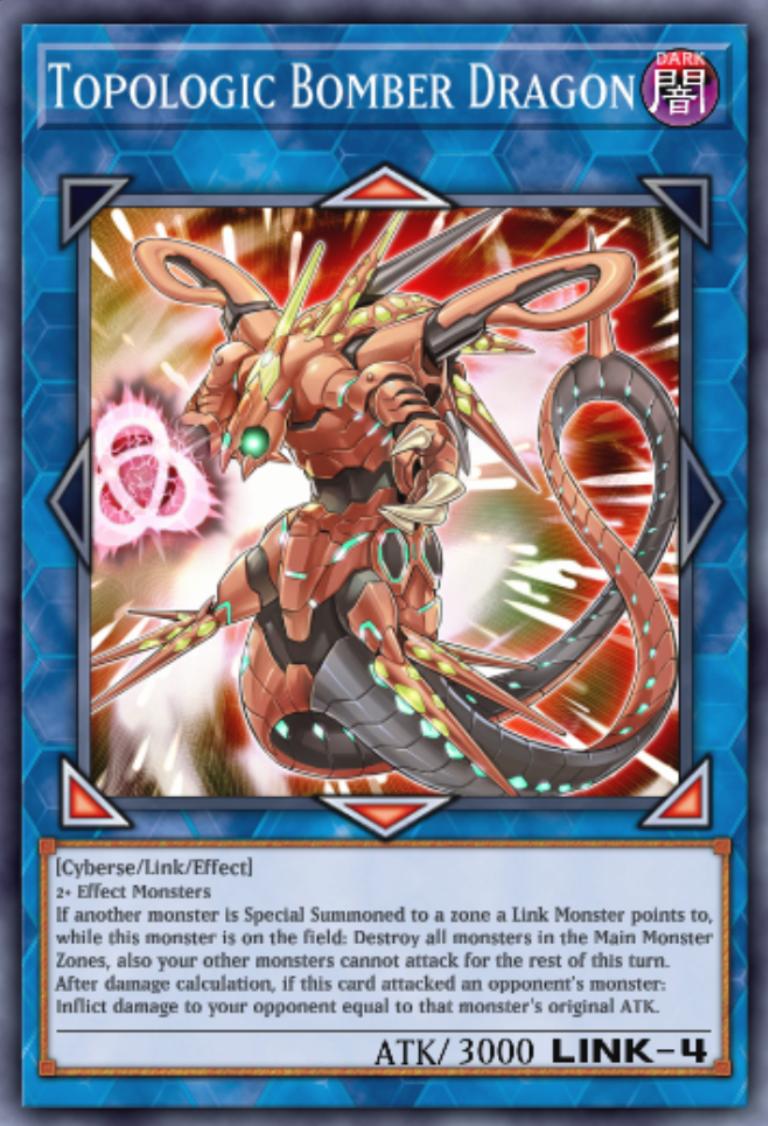 Topologic Bomber Dragon
DARK
闇
[Cyberse/Link/Effect]
2+ Effect Monsters
If another monster is Special Summoned to a zone a Link Monster points to,
while this monster is on the field: Destroy all monsters in the Main Monster
Zones, also your other monsters cannot attack for the rest of this turn.
After damage calculation, if this card attacked an opponent's monster:
Inflict damage to your opponent equal to that monster's original ATK.
ATK/ 3000 LINK-4